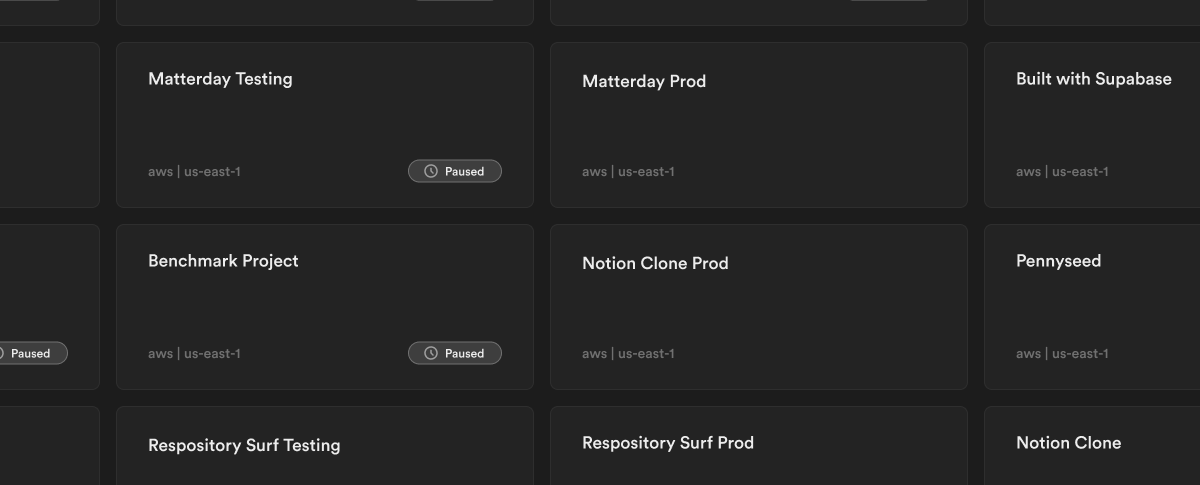 Matterday Testing
Matterday Prod
Built with Supabase
aws | us-east-1
Paused
aws | us-east-1
aws | us-east-1
Benchmark Project
Notion Clone Prod
Pennyseed
Paused
aws | us-east-1
Paused
aws | us-east-1
aws | us-east-1
Respository Surf Testing
Respository Surf Prod
Notion Clone